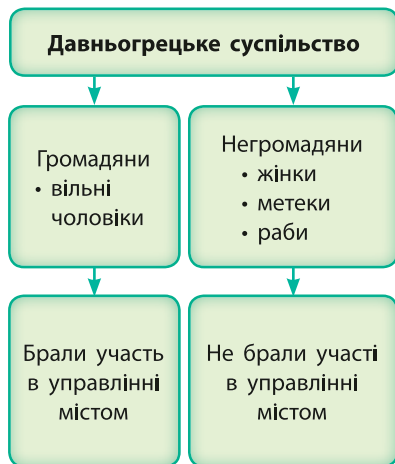 Давньогрецьке суспільство
Громадяни
• вільні
чоловіки
Негромадяни
• жінки
• метеки
• раби
Брали участь
в управлінні
містом
Не брали участі
в управлінні
містом